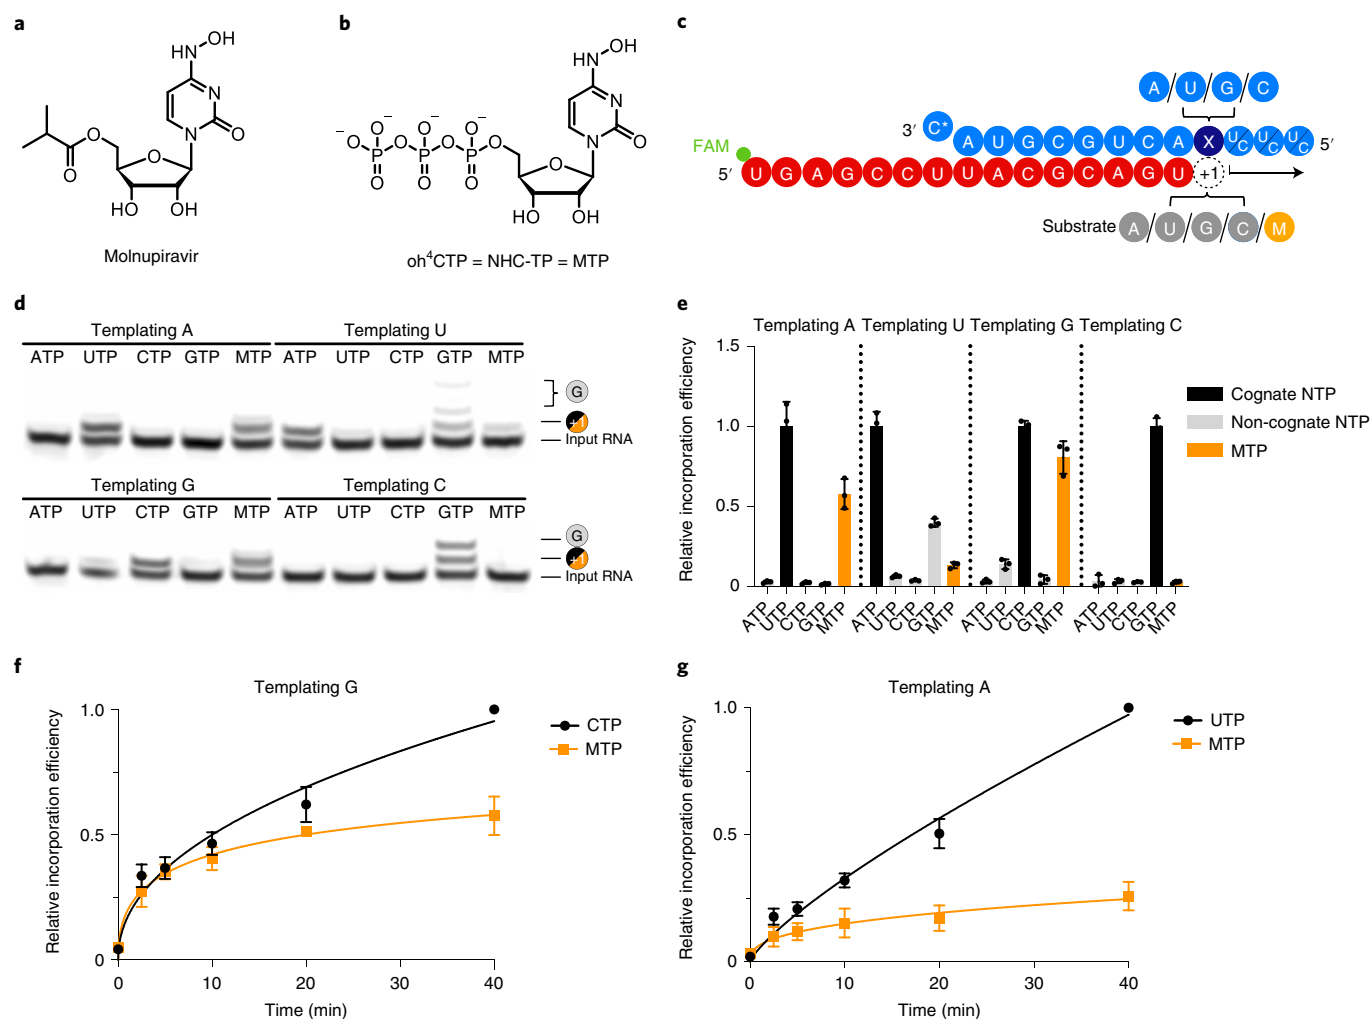 a
HN
OH
N
N
O
O
O
O
HO
OH
Molnupiravir
b
HN
OH
N
N
O
O
O
O
O
O
O
O
O
O
O
P
P
P
HO
OH
oh⁴CTP = NHC-TP = MTP
c
A / U / G / C
3′ C* A U G C G U C A X U/C U/C U/C 5′
FAM
5′ U G A G C C U U A C G C A G U +1
Substrate A / U / G / C / M
d
Templating A Templating U
ATP UTP CTP GTP MTP ATP UTP CTP GTP MTP
G
+1
Input RNA
Templating G Templating C
ATP UTP CTP GTP MTP ATP UTP CTP GTP MTP
G
+1
Input RNA
e
Templating A Templating U Templating G Templating C
Relative incorporation efficiency
1.5
1.0
0.5
0
ATP UTP CTP GTP MTP ATP UTP CTP GTP MTP ATP UTP CTP GTP MTP ATP UTP CTP GTP MTP
Cognate NTP
Non-cognate NTP
MTP
f
Templating G
Relative incorporation efficiency
1.0
0.5
0
0 10 20 30 40
Time (min)
CTP
MTP
g
Templating A
Relative incorporation efficiency
1.0
0.5
0
0 10 20 30 40
Time (min)
UTP
MTP